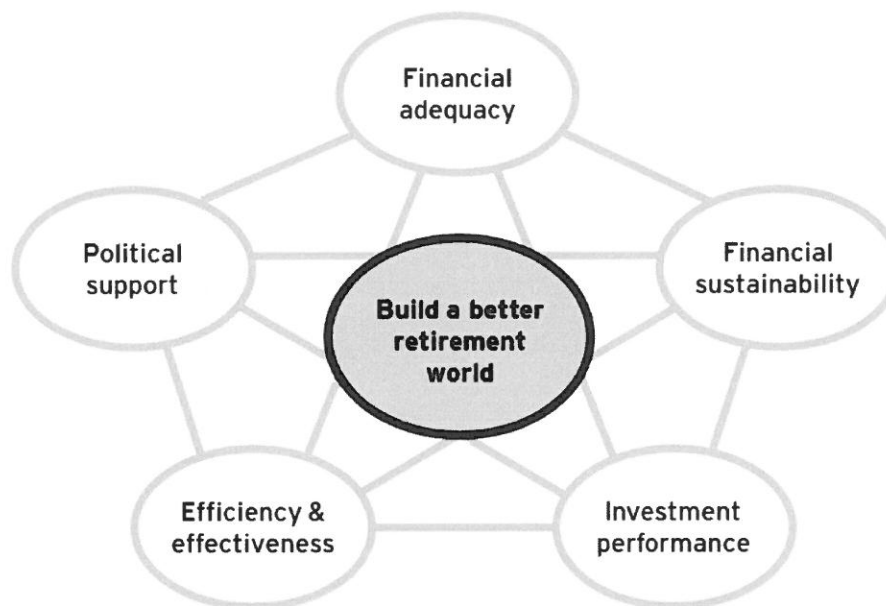 Financial
adequacy
Political
support
Financial
sustainability
Build a better
retirement
world
Efficiency &
effectiveness
Investment
performance